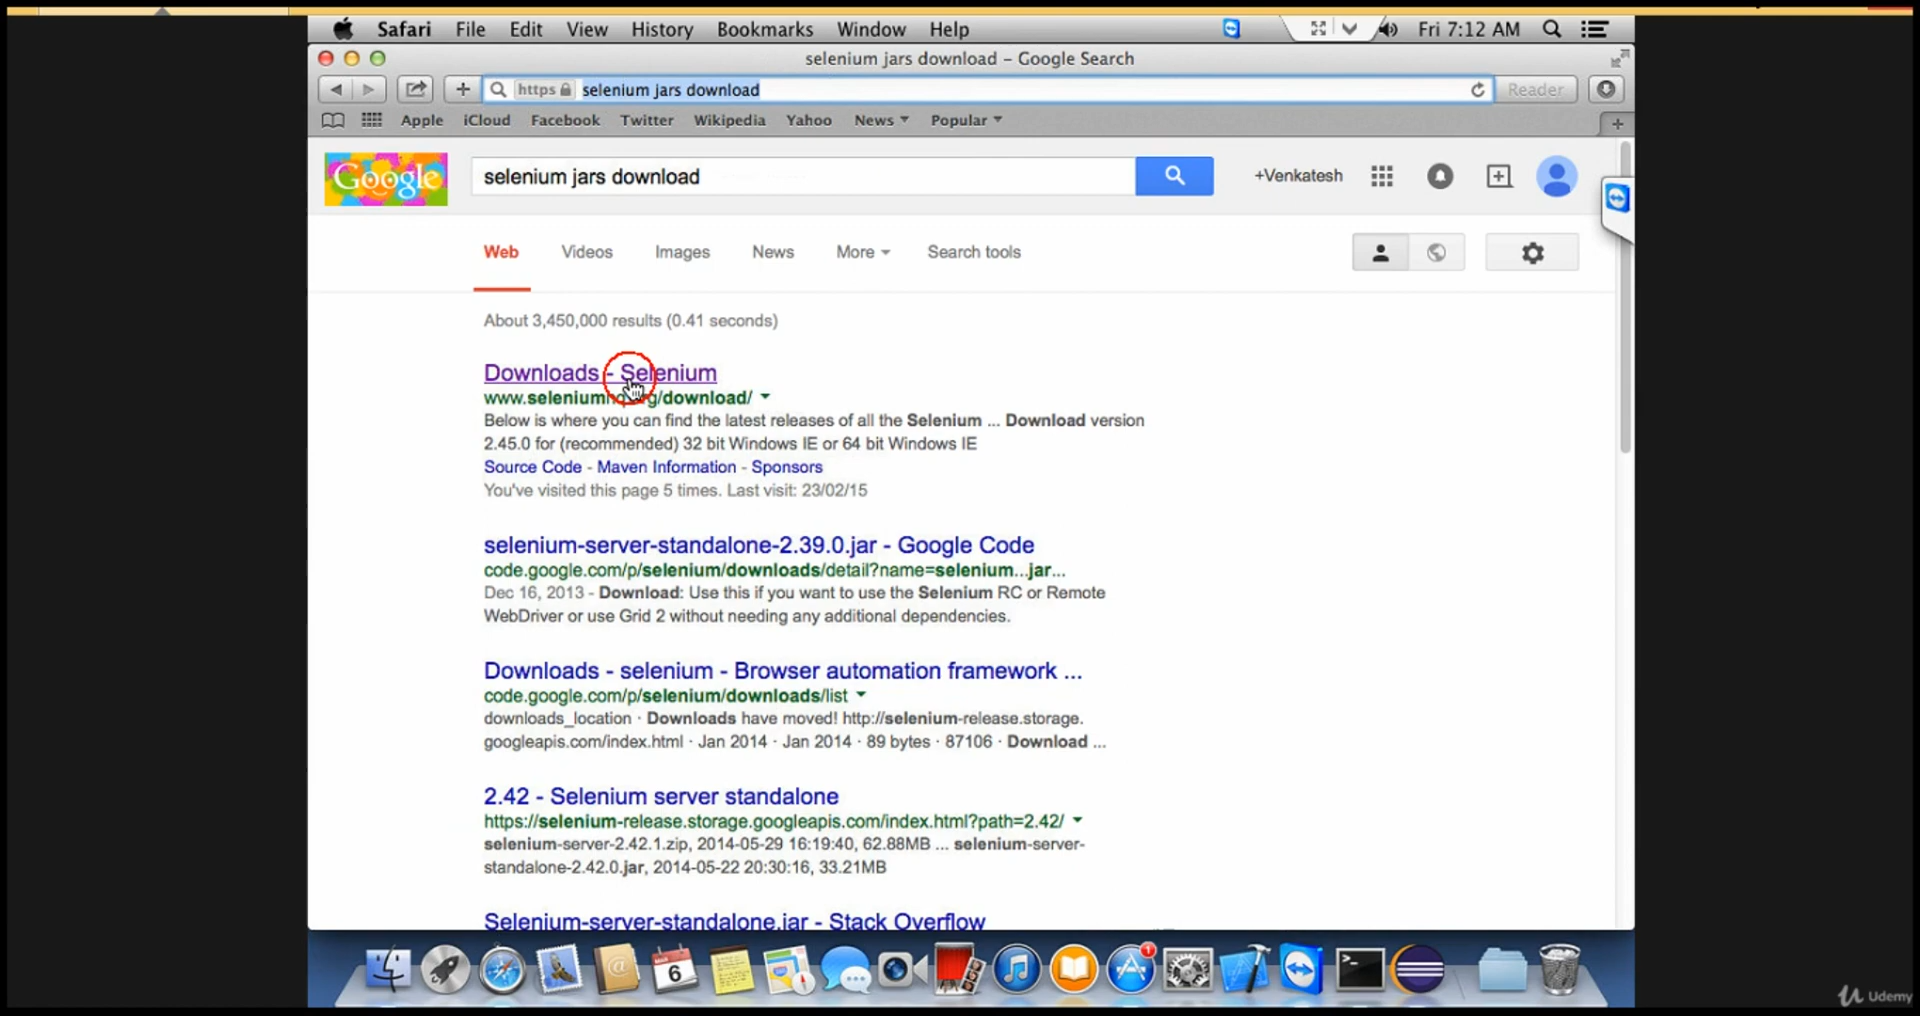 Safari File Edit View History Bookmarks Window Help Fri 7:12 AM
selenium jars download – Google Search
https selenium jars download Reader
Apple iCloud Facebook Twitter Wikipedia Yahoo News Popular
Google selenium jars download +Venkatesh
Web Videos Images News More Search tools
About 3,450,000 results (0.41 seconds)
Downloads - Selenium
www.seleniumhq.org/download/
Below is where you can find the latest releases of all the Selenium ... Download version
2.45.0 for (recommended) 32 bit Windows IE or 64 bit Windows IE
Source Code - Maven Information - Sponsors
You've visited this page 5 times. Last visit: 23/02/15
selenium-server-standalone-2.39.0.jar - Google Code
code.google.com/p/selenium/downloads/detail?name=selenium...jar...
Dec 16, 2013 - Download: Use this if you want to use the Selenium RC or Remote
WebDriver or use Grid 2 without needing any additional dependencies.
Downloads - selenium - Browser automation framework ...
code.google.com/p/selenium/downloads/list
downloads_location · Downloads have moved! http://selenium-release.storage.
googleapis.com/index.html · Jan 2014 · Jan 2014 · 89 bytes · 87106 · Download ...
2.42 - Selenium server standalone
https://selenium-release.storage.googleapis.com/index.html?path=2.42/
selenium-server-2.42.1.zip, 2014-05-29 16:19:40, 62.88MB ... selenium-server-
standalone-2.42.0.jar, 2014-05-22 20:30:16, 33.21MB
Selenium-server-standalone.jar - Stack Overflow
6
1
Udemy